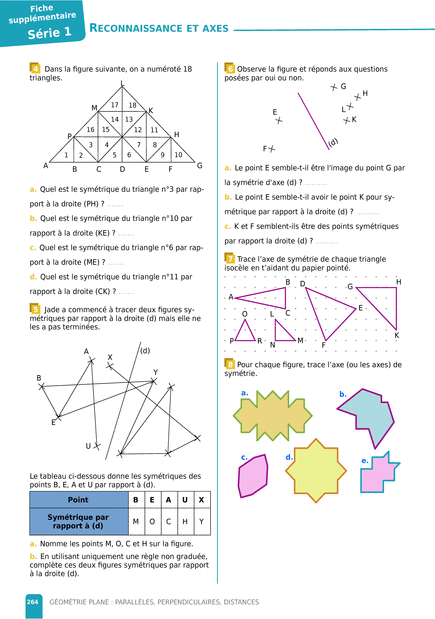 Fiche
supplémentaire
Série 1
RECONNAISSANCE ET AXES
4 Dans la figure suivante, on a numéroté 18
triangles.
L
M 17 18 K
14 13
P 16 15 12 11 H
3 4 7 8
1 2 5 6 9 10
A B C D E F G
a. Quel est le symétrique du triangle n°3 par rap-
port à la droite (PH) ? .......
b. Quel est le symétrique du triangle n°10 par
rapport à la droite (KE) ? .......
c. Quel est le symétrique du triangle n°6 par rap-
port à la droite (ME) ? .......
d. Quel est le symétrique du triangle n°11 par
rapport à la droite (CK) ? .......
5 Jade a commencé à tracer deux figures sy-
métriques par rapport à la droite (d) mais elle ne
les a pas terminées.
A X (d)
B Y
E
U
Le tableau ci-dessous donne les symétriques des
points B, E, A et U par rapport à (d).
Point B E A U X
Symétrique par
rapport à (d) M O C H Y
a. Nomme les points M, O, C et H sur la figure.
b. En utilisant uniquement une règle non graduée,
complète ces deux figures symétriques par rapport
à la droite (d).
6 Observe la figure et réponds aux questions
posées par oui ou non.
G
H
E L
K
F (d)
a. Le point E semble-t-il être l'image du point G par
la symétrie d'axe (d) ? .........
b. Le point E semble-t-il avoir le point K pour sy-
métrique par rapport à la droite (d) ? .........
c. K et F semblent-ils être des points symétriques
par rapport la droite (d) ? .........
7 Trace l'axe de symétrie de chaque triangle
isocèle en t'aidant du papier pointé.
B D G H
A E
O L C
P R N M F K
8 Pour chaque figure, trace l'axe (ou les axes) de
symétrie.
a. b.
c. d. e.
264 GÉOMÉTRIE PLANE : PARALLÈLES, PERPENDICULAIRES, DISTANCES